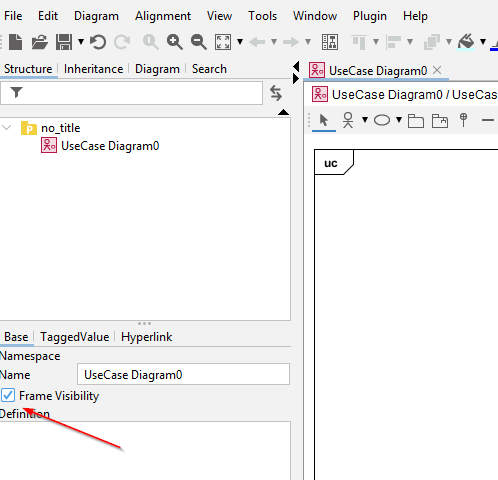 File Edit Diagram Alignment View Tools Window Plugin Help
Structure Inheritance Diagram Search
UseCase Diagram0
UseCase Diagram0 / UseCas
no_title
UseCase Diagram0
uc
Base TaggedValue Hyperlink
Namespace
Name UseCase Diagram0
Frame Visibility
Definition